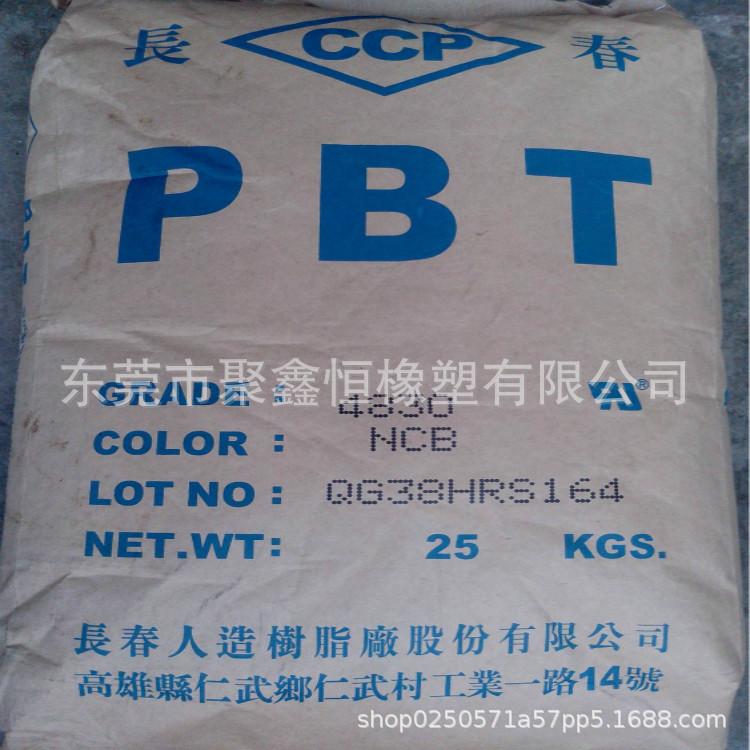 長 CCP 春
PBT
东莞市聚鑫恒橡塑有限公司
GRADE : 4830
COLOR : NCB
LOT NO : QG38HRS164
NET.WT: 25 KGS.
長春人造樹脂廠股份有限公司
高雄縣仁武鄉仁武村工業一路14號
shop0250571a57pp5.1688.com